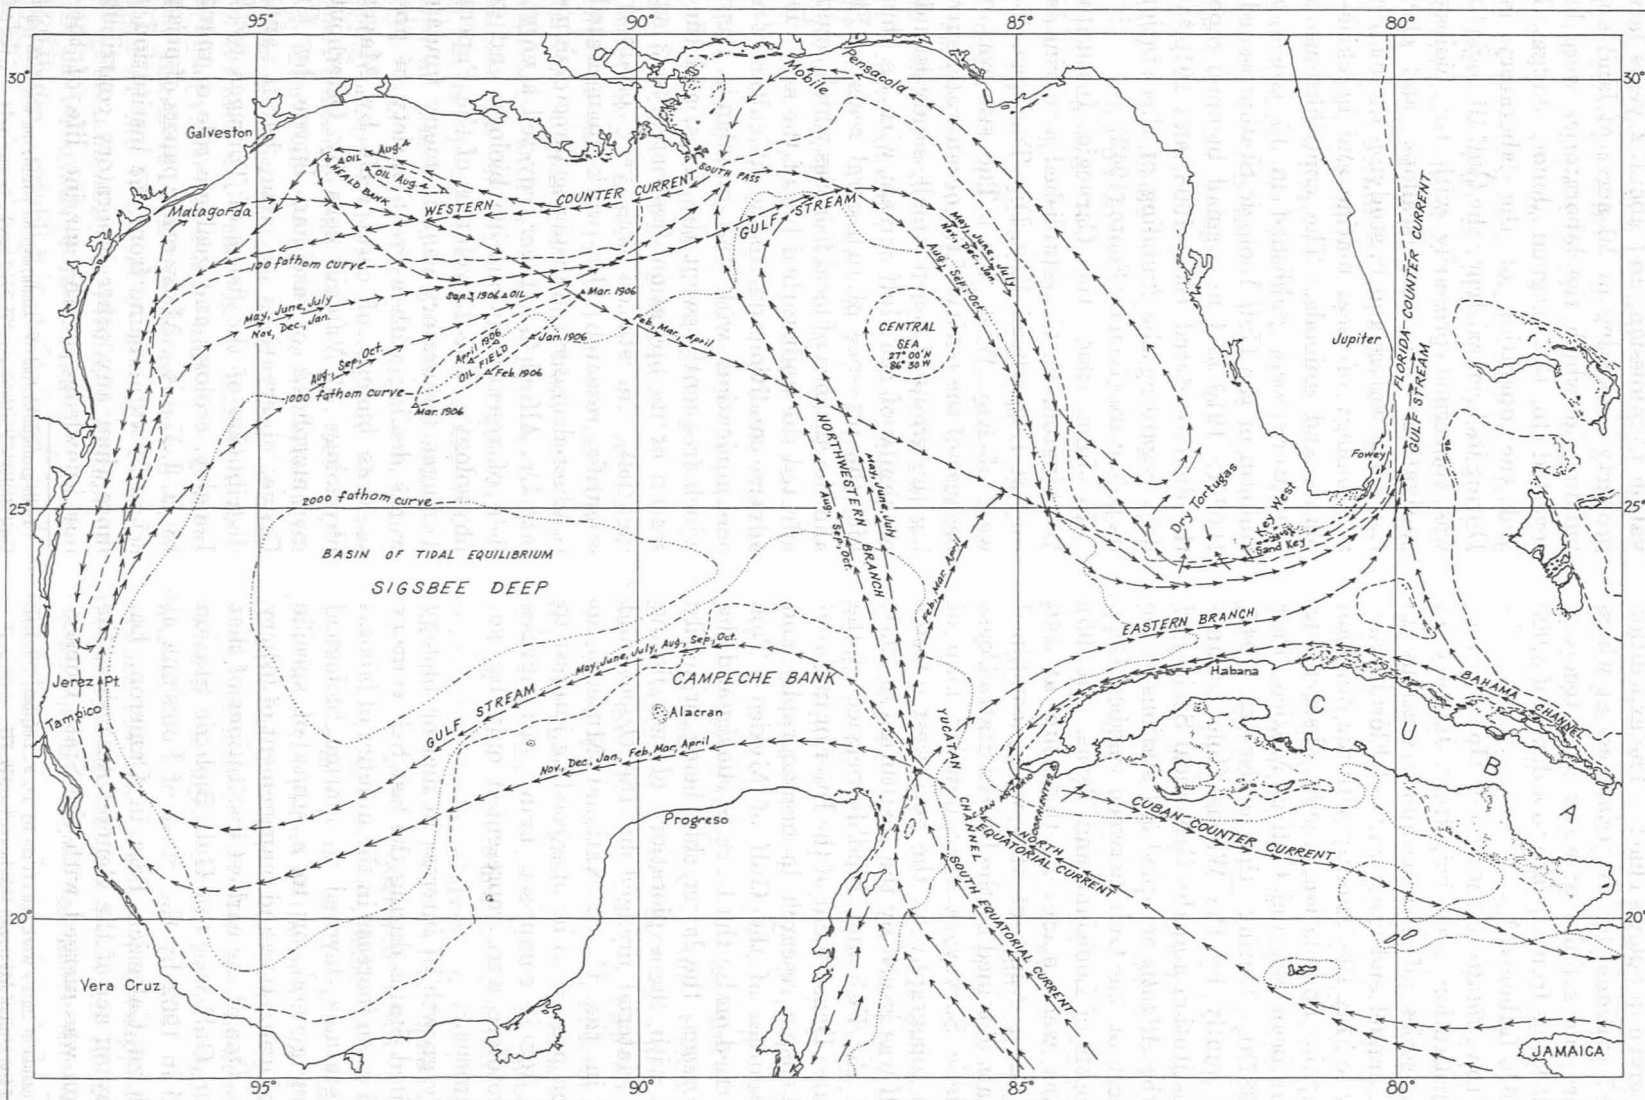 95°
90°
85°
80°
30°
30°
Mobile
Pensacola
Galveston
OIL
Aug.
OIL Aug.
HEALD BANK
SOUTH PASS
WESTERN COUNTER CURRENT
Matagorda
GULF STREAM
May, June, July
Nov., Dec., Jan.
Aug., Sep., Oct.
100 fathom curve
Sep. 3, 1906 OIL
Mar. 1906
May, June, July
Nov., Dec., Jan.
Feb., Mar., April
CENTRAL
SEA
27° 00' N
86° 30' W
Jupiter
FLORIDA COUNTER CURRENT
GULF STREAM
Aug., Sep., Oct.
April 1906
Jan. 1906
OIL FIELD
Feb. 1906
1000 fathom curve
Mar. 1906
NORTHWESTERN BRANCH
May, June, July
Aug., Sep., Oct.
Fowey
Dry Tortugas
Key West
Sand Key
25°
25°
2000 fathom curve
BASIN OF TIDAL EQUILIBRIUM
SIGSBEE DEEP
Feb., Mar. April
EASTERN BRANCH
May, June, July, Aug., Sep., Oct.
Jerez Pt.
CAMPECHE BANK
Habana
BAHAMA
CHANNEL
Tampico
GULF STREAM
Alacran
YUCATAN
CHANNEL
CUBA
Nov., Dec., Jan., Feb., Mar., April
SAN ANTONIO
CORRIENTES
CUBAN COUNTER CURRENT
Progreso
NORTH
EQUATORIAL CURRENT
SOUTH EQUATORIAL CURRENT
20°
20°
Vera Cruz
JAMAICA
95°
90°
85°
80°